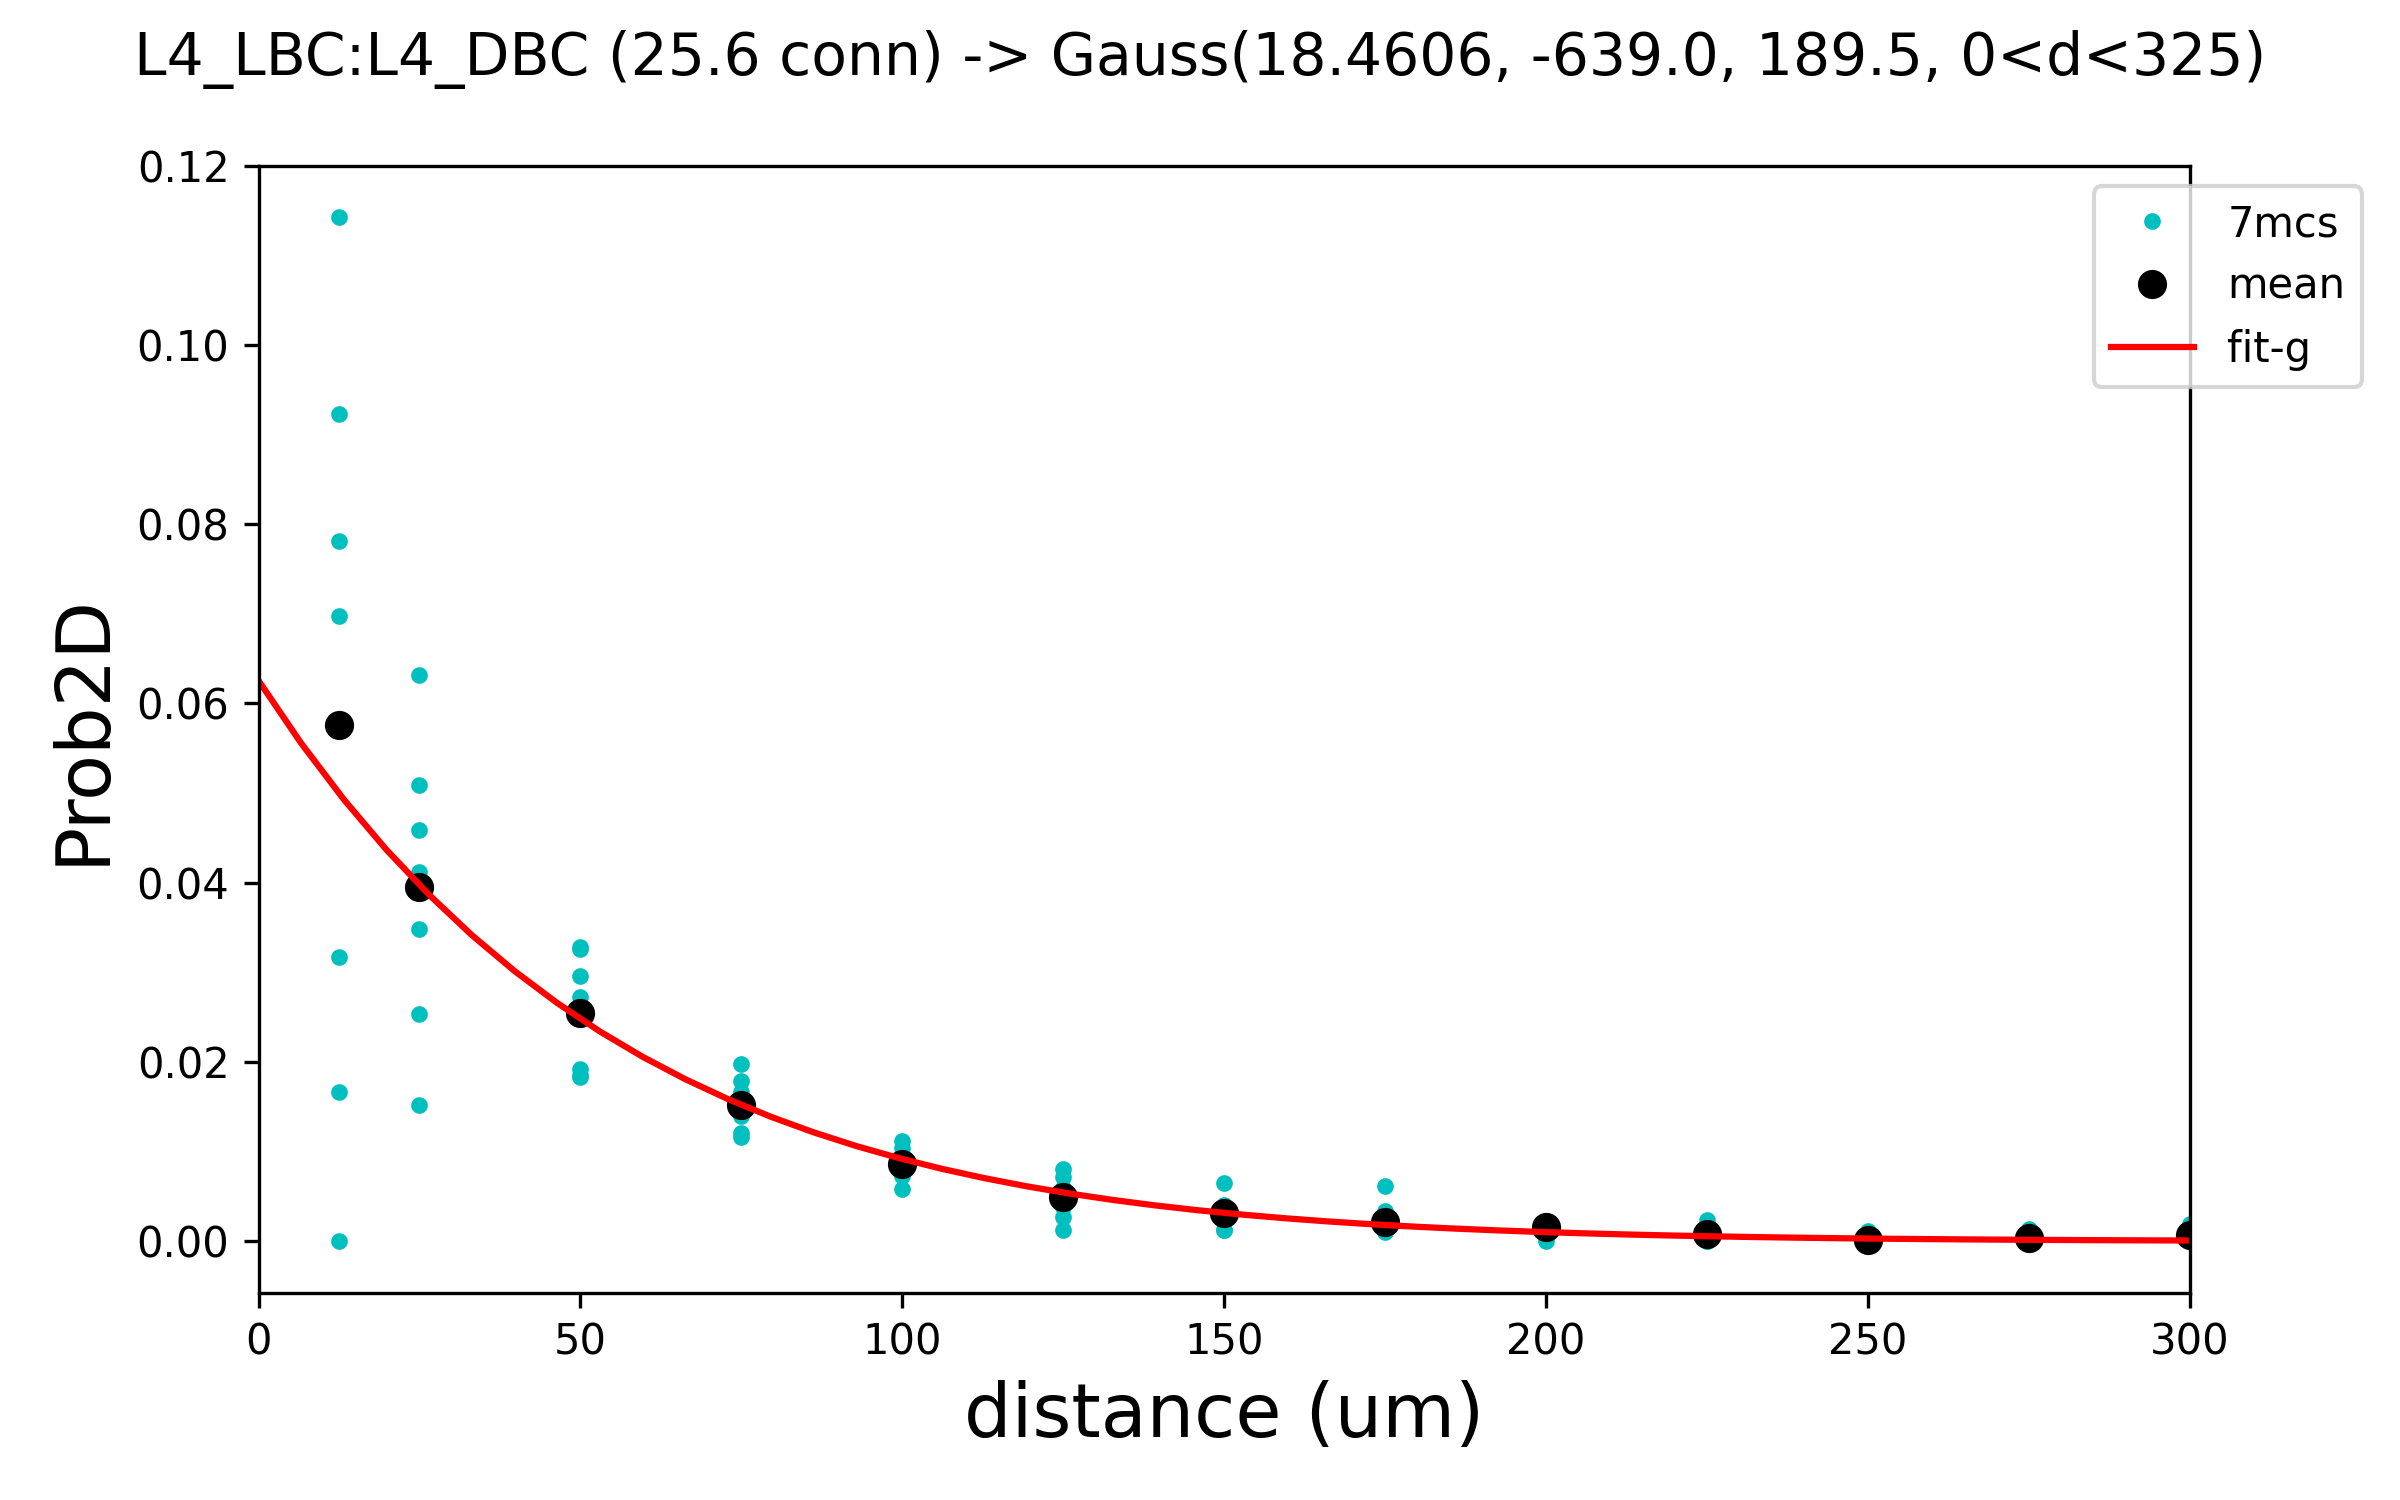 L4_LBC:L4_DBC (25.6 conn) -> Gauss(18.4606, -639.0, 189.5, 0<d<325)
0.12
0.10
0.08
0.06
0.04
0.02
0.00
Prob2D
7mcs
mean
fit-g
0 50 100 150 200 250 300
distance (um)